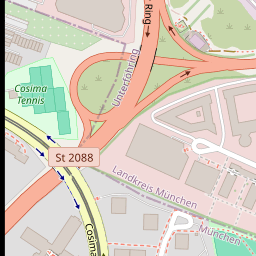 Ring
Unterföhring
Cosima
Tennis
St 2088
Landkreis München
Cosima
München